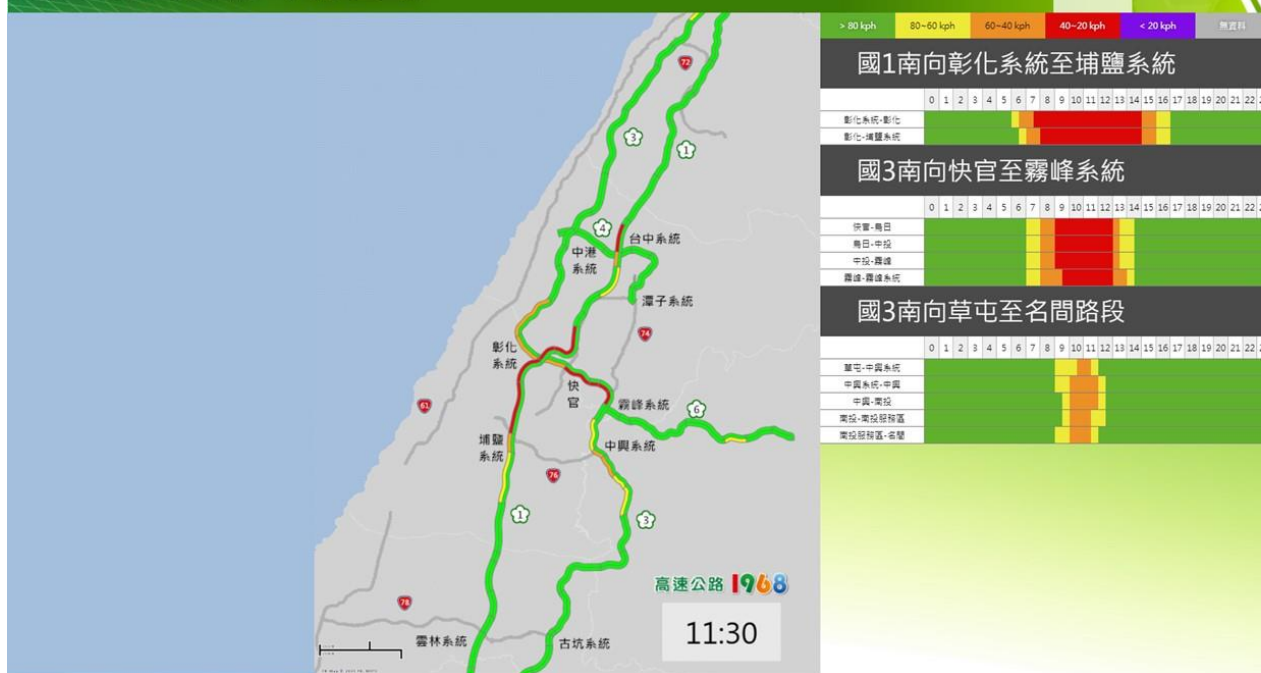 > 80 kph 80~60 kph 60~40 kph 40~20 kph < 20 kph 無資料
國1南向彰化系統至埔鹽系統
0 1 2 3 4 5 6 7 8 9 10 11 12 13 14 15 16 17 18 19 20 21 22
彰化系統-彰化
彰化-埔鹽系統
國3南向快官至霧峰系統
0 1 2 3 4 5 6 7 8 9 10 11 12 13 14 15 16 17 18 19 20 21 22
快官-烏日
烏日-中投
中投-霧峰
霧峰-霧峰系統
國3南向草屯至名間路段
0 1 2 3 4 5 6 7 8 9 10 11 12 13 14 15 16 17 18 19 20 21 22
草屯-中興系統
中興系統-中興
中興-南投
南投-南投服務區
南投服務區-名間
72
3
1
4
台中系統
中港
系統
潭子系統
74
彰化
系統
快
官
61
霧峰系統
6
埔鹽
系統
中興系統
76
1
3
高速公路1968
78
11:30
雲林系統
古坑系統